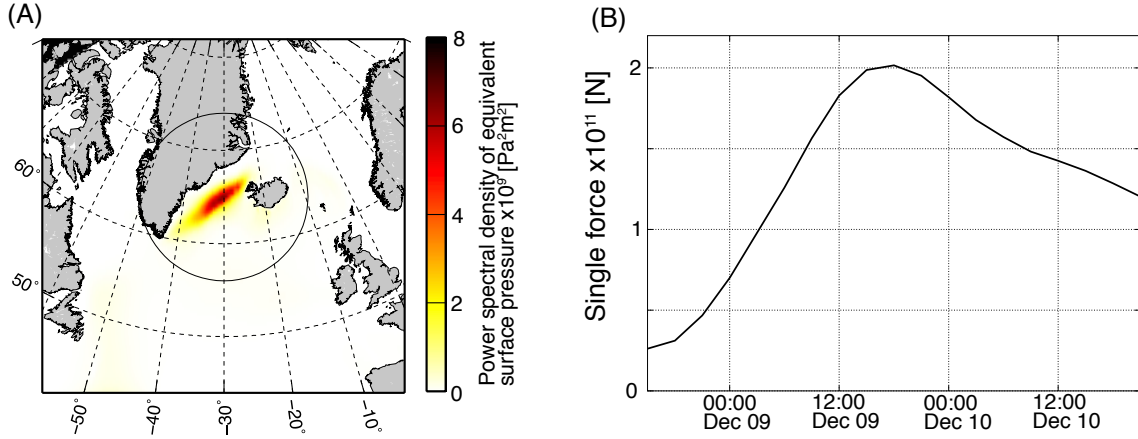 (A)
60°
50°
−50°
−40°
−30°
−20°
−10°
8
6
4
2
0
Power spectral density of equivalent
surface pressure x10⁹ [Pa²m²]
(B)
Single force x10¹¹ [N]
2
1
0
00:00
Dec 09
12:00
Dec 09
00:00
Dec 10
12:00
Dec 10